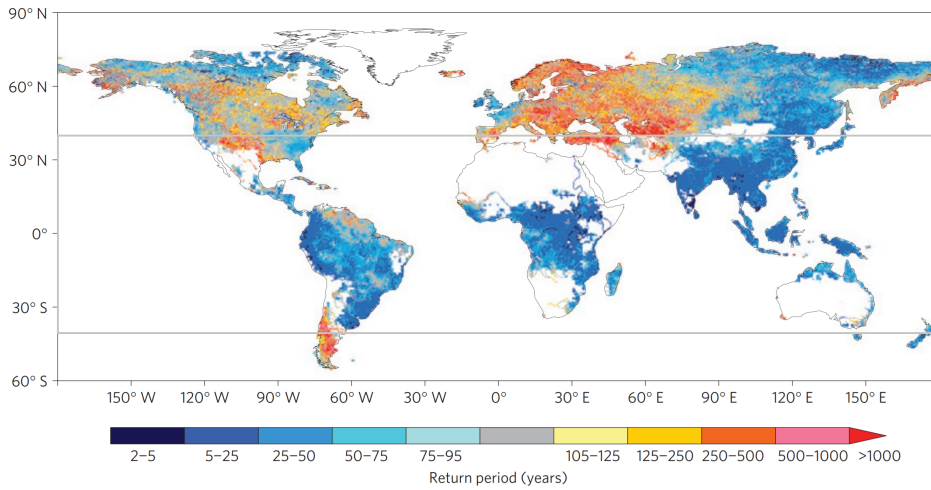 90° N
60° N
30° N
0°
30° S
60° S
150° W 120° W 90° W 60° W 30° W 0° 30° E 60° E 90° E 120° E 150° E
2–5 5–25 25–50 50–75 75–95 105–125 125–250 250–500 500–1000 >1000
Return period (years)